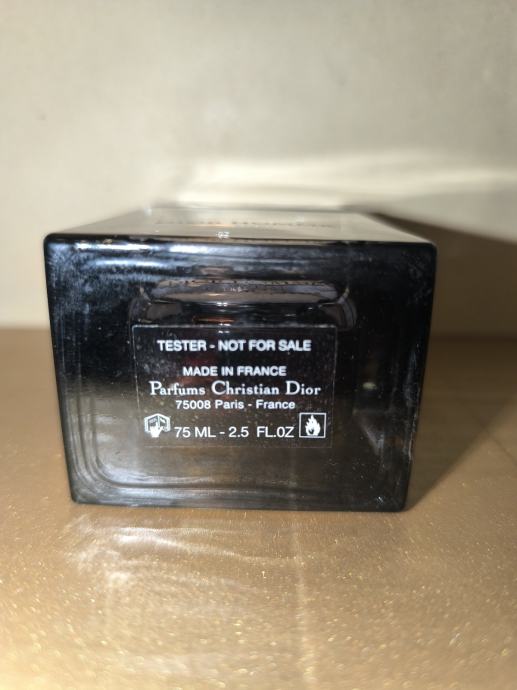 TESTER - NOT FOR SALE
MADE IN FRANCE
Parfums Christian Dior
75008 Paris - France
75 ML - 2.5 FL.OZ